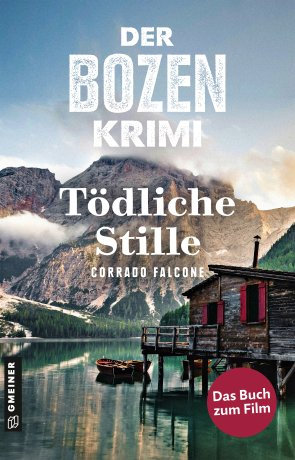 DER
BOZEN
KRIMI
Tödliche
Stille
CORRADO FALCONE
Das Buch
zum Film
GMEINER